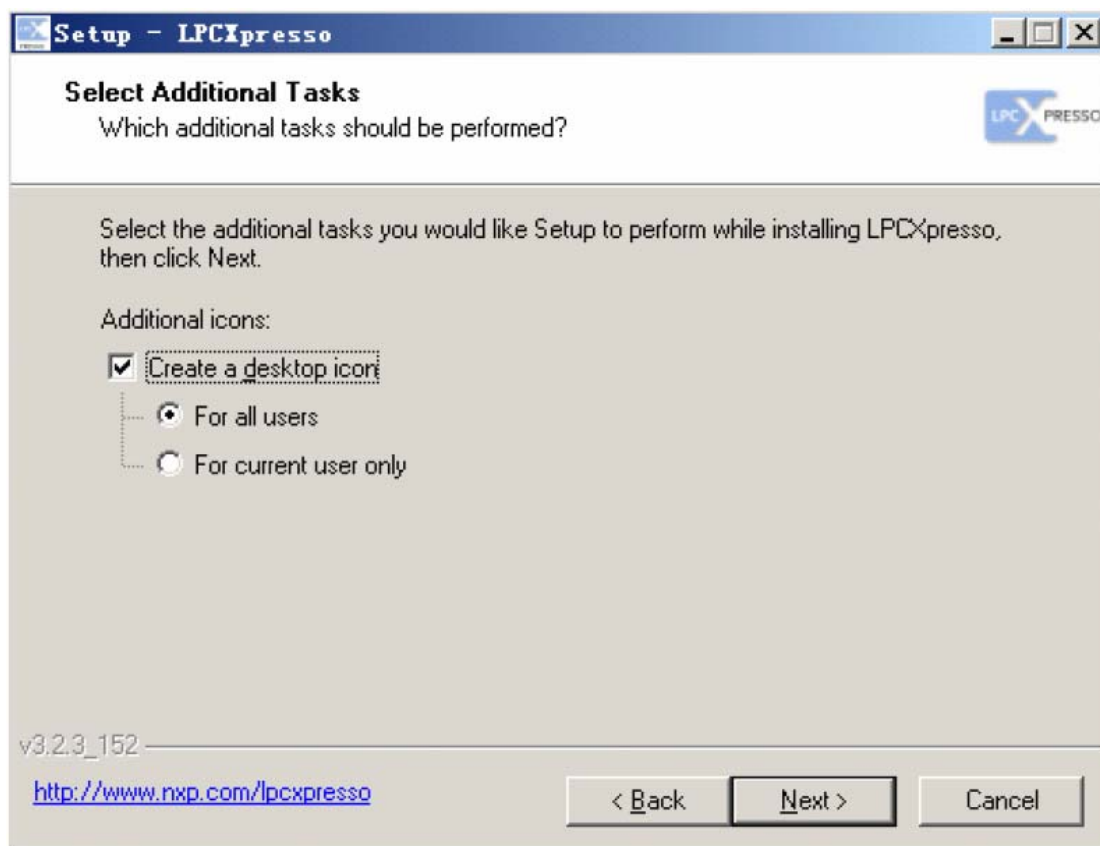 Setup - LPCXpresso
Select Additional Tasks
Which additional tasks should be performed?
LPC XPRESSO
Select the additional tasks you would like Setup to perform while installing LPCXpresso,
then click Next.
Additional icons:
Create a desktop icon
For all users
For current user only
v3.2.3_152
http://www.nxp.com/lpcxpresso
< Back Next > Cancel